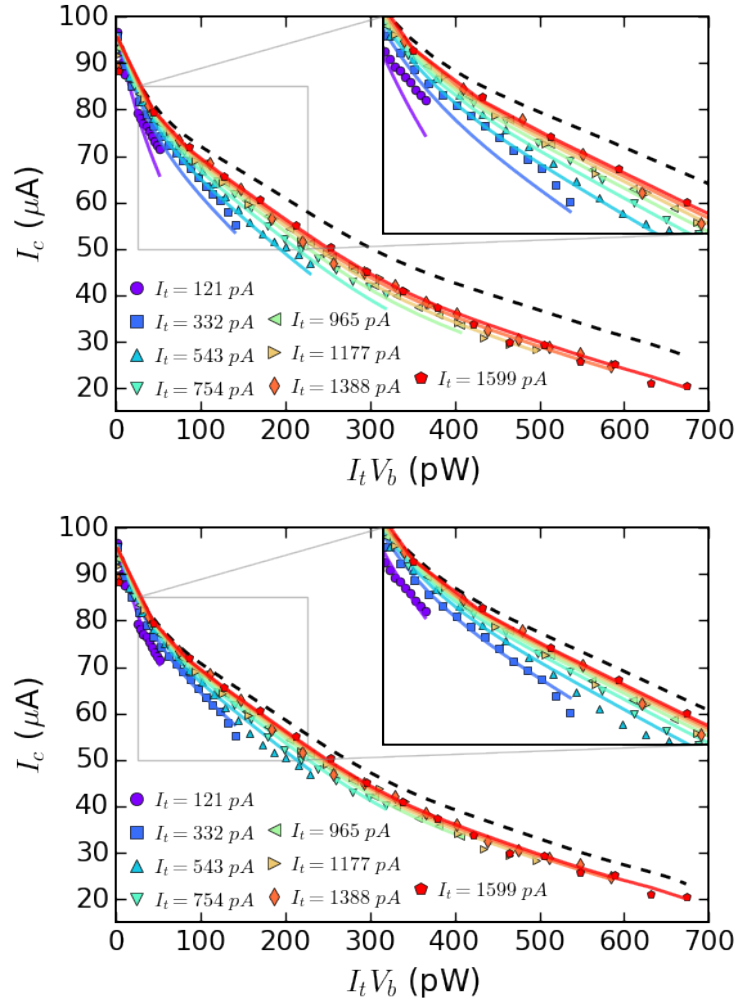 100
90
80
70
60
50
40
30
20
I_c (μA)
I_t = 121 pA
I_t = 332 pA
I_t = 543 pA
I_t = 754 pA
I_t = 965 pA
I_t = 1177 pA
I_t = 1388 pA
I_t = 1599 pA
0 100 200 300 400 500 600 700
I_t V_b (pW)
100
90
80
70
60
50
40
30
20
I_c (μA)
I_t = 121 pA
I_t = 332 pA
I_t = 543 pA
I_t = 754 pA
I_t = 965 pA
I_t = 1177 pA
I_t = 1388 pA
I_t = 1599 pA
0 100 200 300 400 500 600 700
I_t V_b (pW)